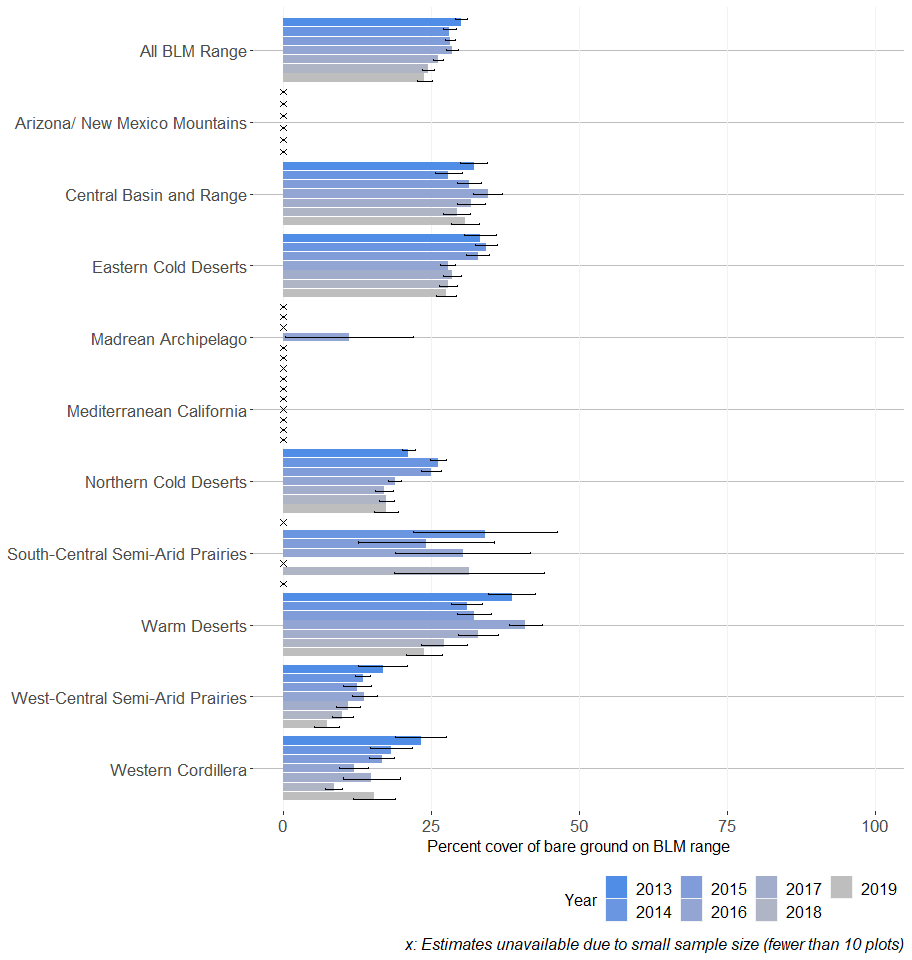 All BLM Range
Arizona/ New Mexico Mountains
Central Basin and Range
Eastern Cold Deserts
Madrean Archipelago
Mediterranean California
Northern Cold Deserts
South-Central Semi-Arid Prairies
Warm Deserts
West-Central Semi-Arid Prairies
Western Cordillera
0 25 50 75 100
Percent cover of bare ground on BLM range
Year
2013 2015 2017 2019
2014 2016 2018
x: Estimates unavailable due to small sample size (fewer than 10 plots)